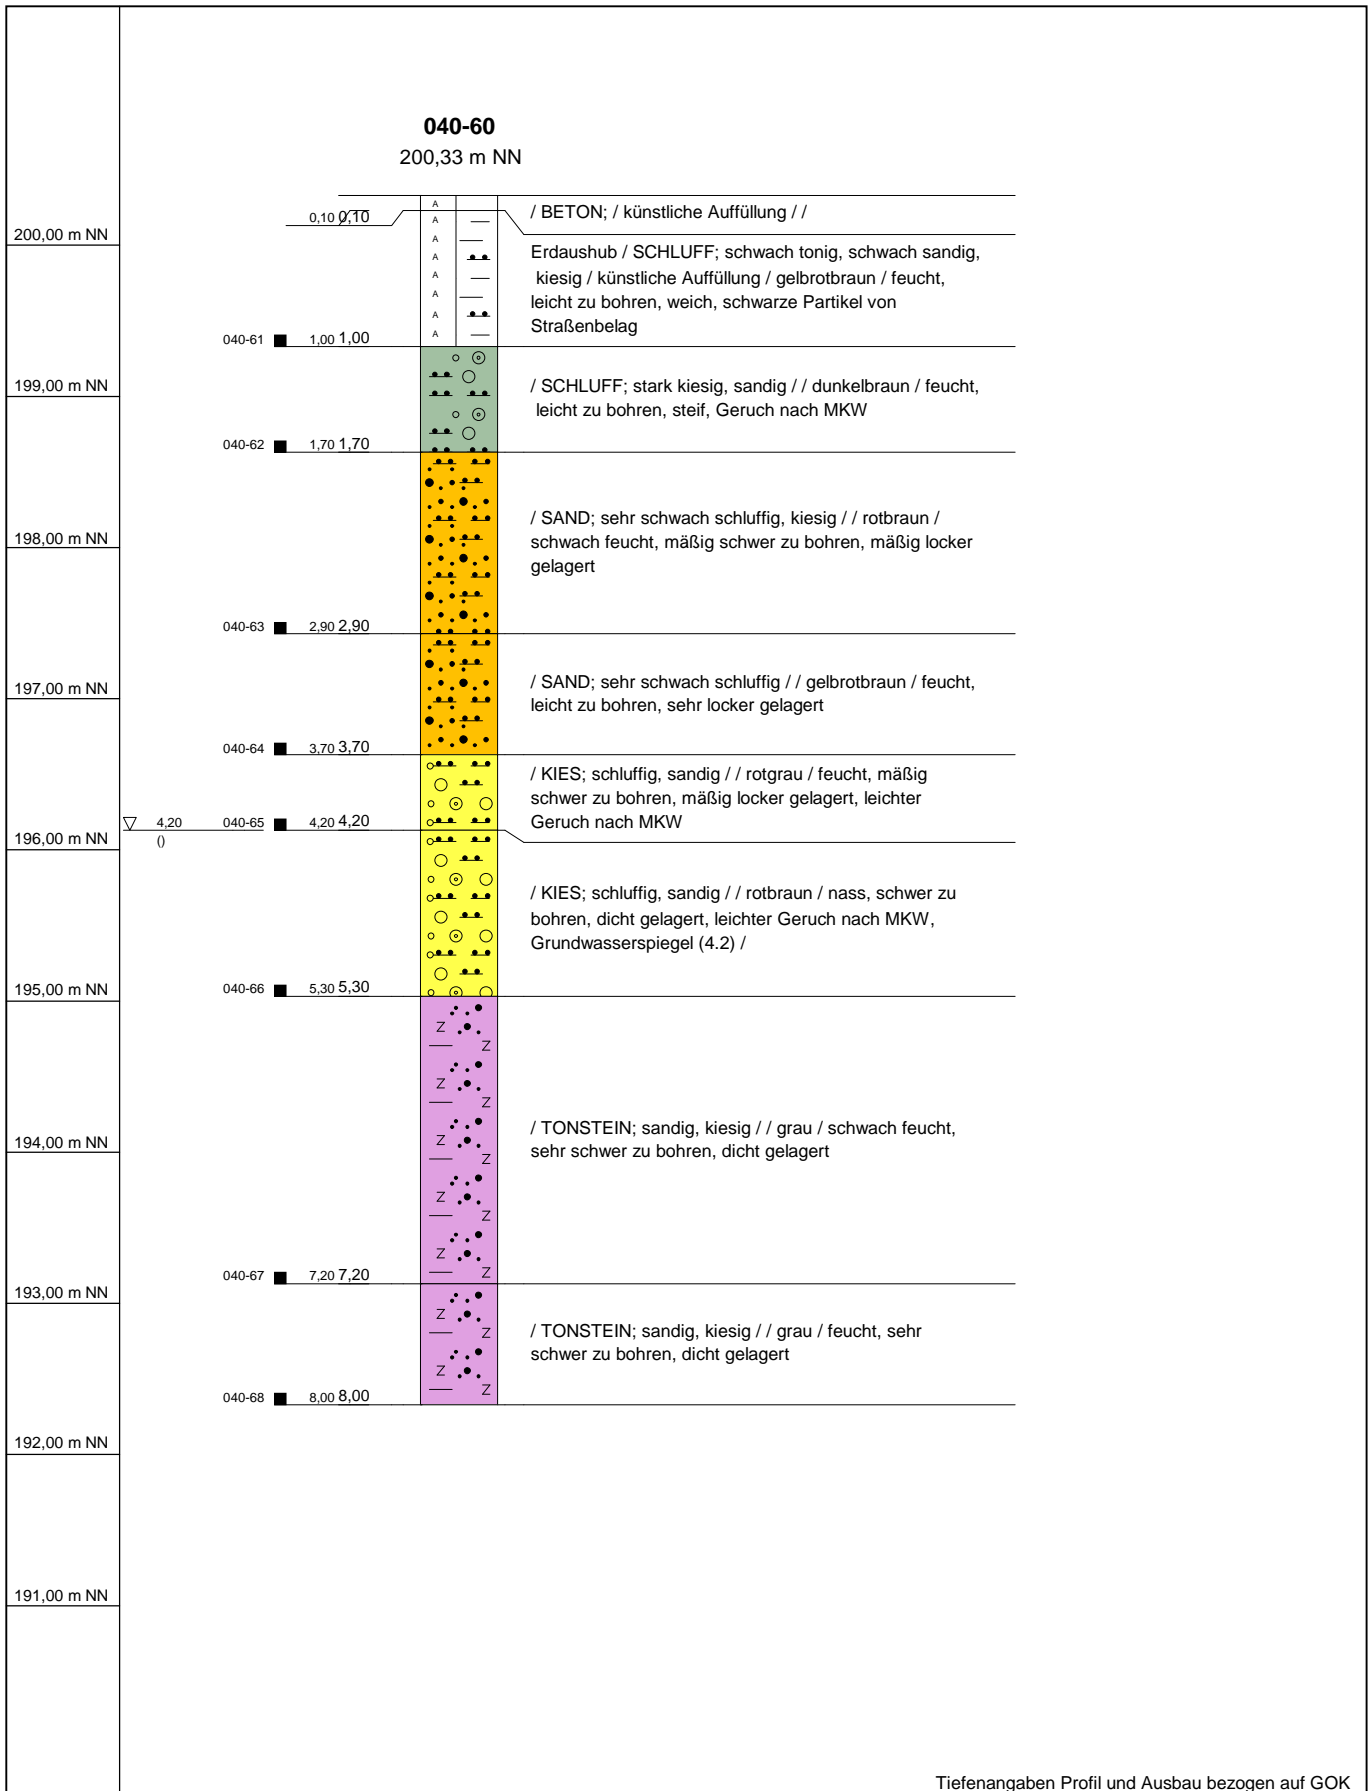 040-60
200,33 m NN
0,10 0,10
/ BETON; / künstliche Auffüllung / /
200,00 m NN
Erdaushub / SCHLUFF; schwach tonig, schwach sandig,
kiesig / künstliche Auffüllung / gelbrotbraun / feucht,
leicht zu bohren, weich, schwarze Partikel von
Straßenbelag
A
A
A
A
A
A
A
A
040-61 1,00 1,00
199,00 m NN
/ SCHLUFF; stark kiesig, sandig / / dunkelbraun / feucht,
leicht zu bohren, steif, Geruch nach MKW
040-62 1,70 1,70
198,00 m NN
/ SAND; sehr schwach schluffig, kiesig / / rotbraun /
schwach feucht, mäßig schwer zu bohren, mäßig locker
gelagert
040-63 2,90 2,90
197,00 m NN
/ SAND; sehr schwach schluffig / / gelbrotbraun / feucht,
leicht zu bohren, sehr locker gelagert
040-64 3,70 3,70
/ KIES; schluffig, sandig / / rotgrau / feucht, mäßig
schwer zu bohren, mäßig locker gelagert, leichter
Geruch nach MKW
4,20 040-65 4,20 4,20
()
196,00 m NN
/ KIES; schluffig, sandig / / rotbraun / nass, schwer zu
bohren, dicht gelagert, leichter Geruch nach MKW,
Grundwasserspiegel (4.2) /
195,00 m NN
040-66 5,30 5,30
Z
Z
Z
Z
194,00 m NN
/ TONSTEIN; sandig, kiesig / / grau / schwach feucht,
sehr schwer zu bohren, dicht gelagert
Z
Z
Z
Z
Z
Z
040-67 7,20 7,20
193,00 m NN
/ TONSTEIN; sandig, kiesig / / grau / feucht, sehr
schwer zu bohren, dicht gelagert
Z
Z
Z
Z
040-68 8,00 8,00
192,00 m NN
191,00 m NN
Tiefenangaben Profil und Ausbau bezogen auf GOK